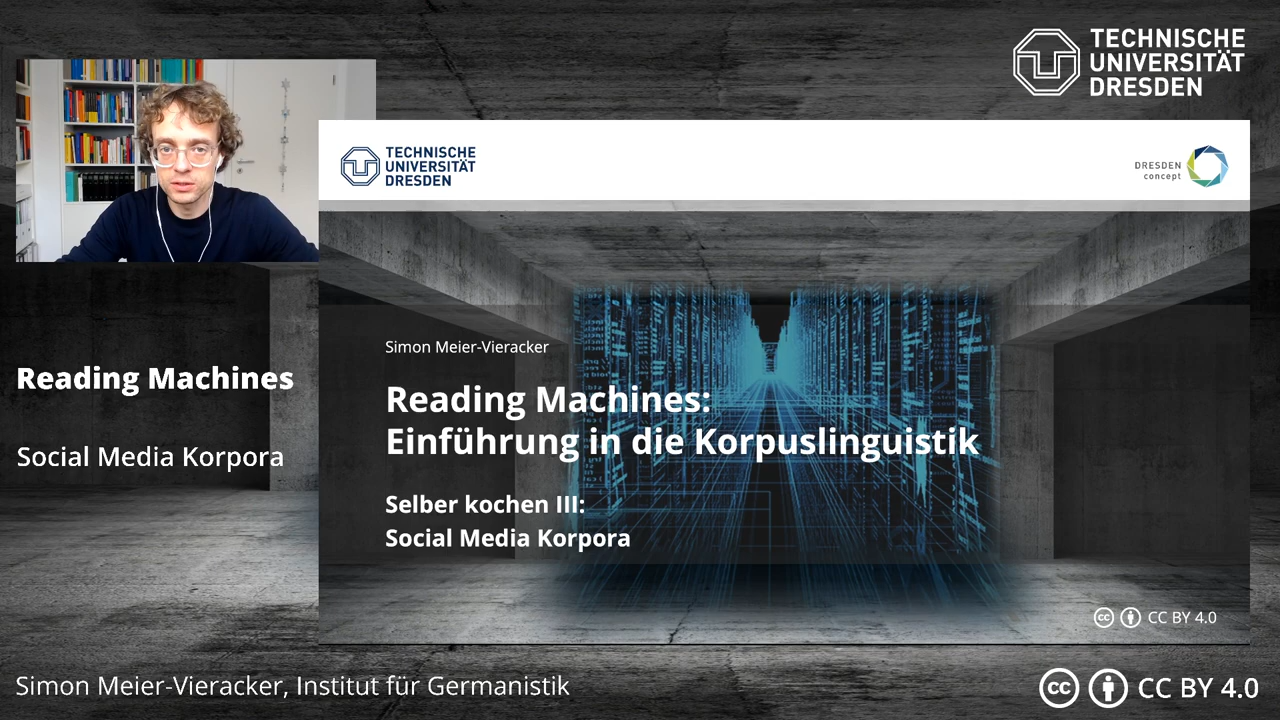 TECHNISCHE
UNIVERSITÄT
DRESDEN
TECHNISCHE
UNIVERSITÄT
DRESDEN
DRESDEN
concept
Simon Meier-Vieracker
Reading Machines:
Einführung in die Korpuslinguistik
Selber kochen III:
Social Media Korpora
CC BY 4.0
Reading Machines
Social Media Korpora
Simon Meier-Vieracker, Institut für Germanistik
CC BY 4.0